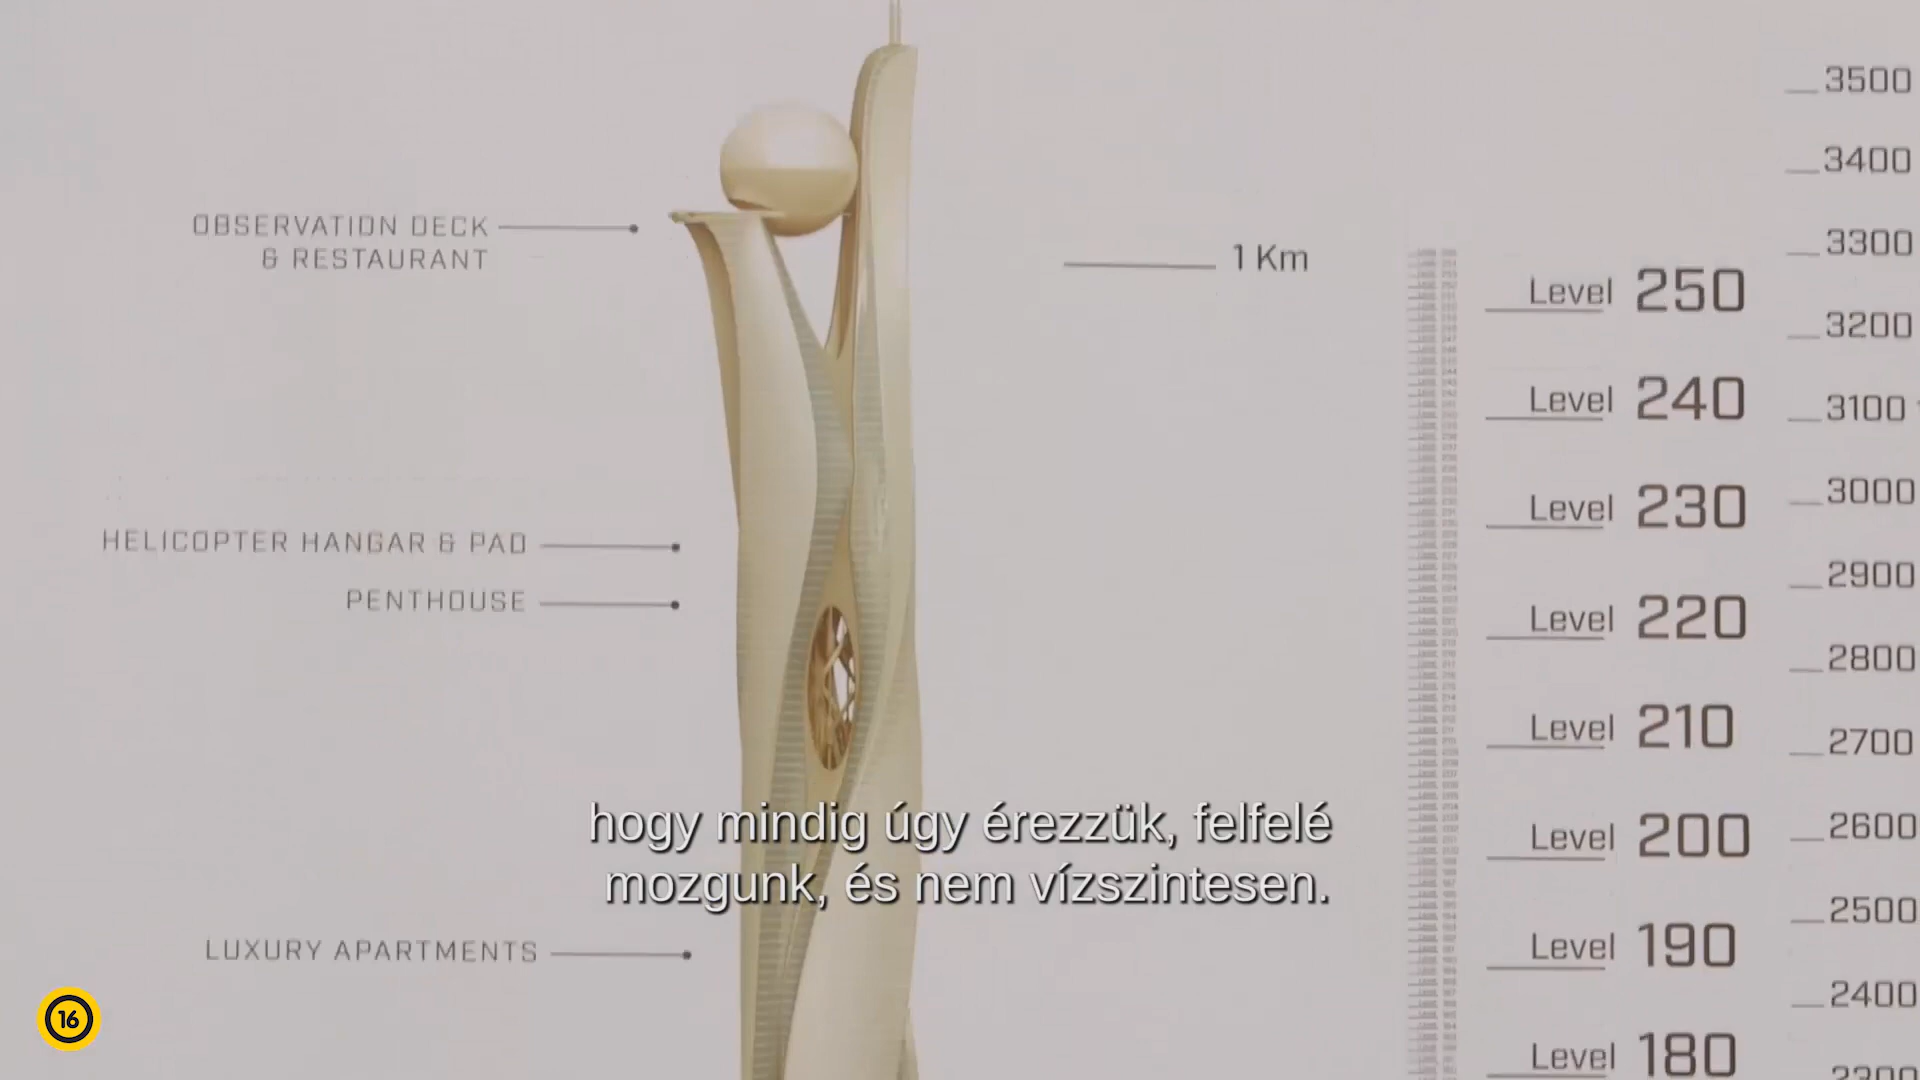 OBSERVATION DECK
& RESTAURANT
HELICOPTER HANGAR & PAD
PENTHOUSE
LUXURY APARTMENTS
1 Km
Level 250
Level 240
Level 230
Level 220
Level 210
Level 200
Level 190
Level 180
3500
3400
3300
3200
3100
3000
2900
2800
2700
2600
2500
2400
2300
hogy mindig úgy érezzük, felfelé
mozgunk, és nem vízszintesen.
16